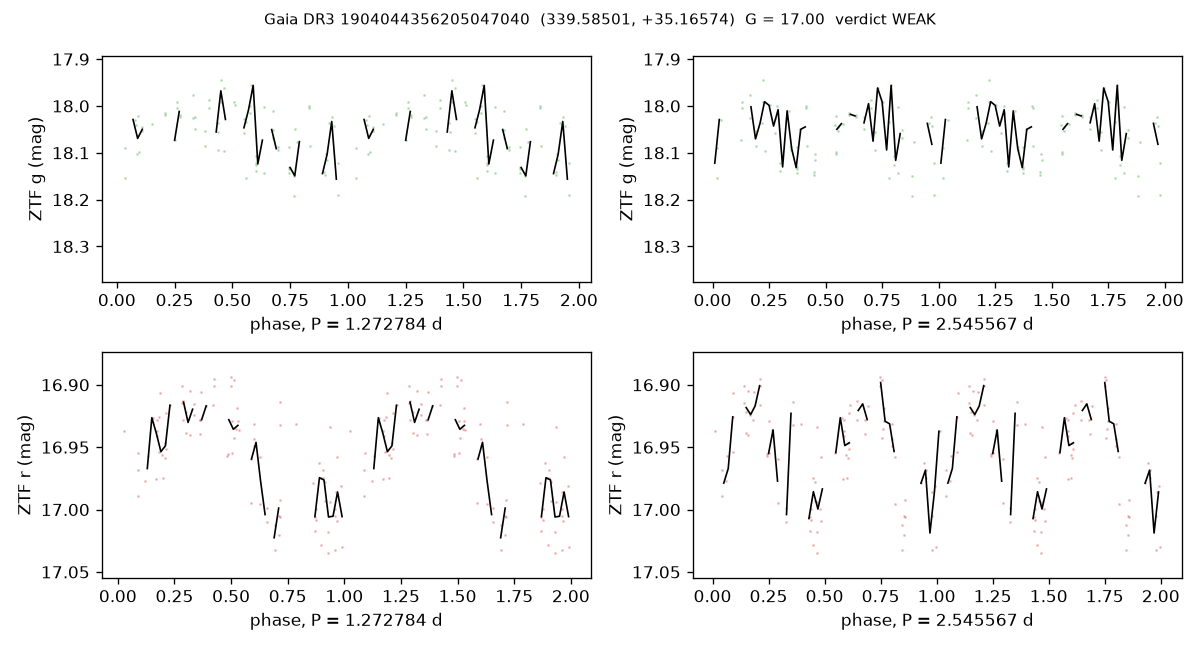 Gaia DR3 1904044356205047040 (339.58501, +35.16574) G = 17.00 verdict WEAK
17.9
18.0
18.1
18.2
18.3
ZTF g (mag)
0.00 0.25 0.50 0.75 1.00 1.25 1.50 1.75 2.00
phase, P = 1.272784 d
17.9
18.0
18.1
18.2
18.3
ZTF g (mag)
0.00 0.25 0.50 0.75 1.00 1.25 1.50 1.75 2.00
phase, P = 2.545567 d
16.90
16.95
17.00
17.05
ZTF r (mag)
0.00 0.25 0.50 0.75 1.00 1.25 1.50 1.75 2.00
phase, P = 1.272784 d
16.90
16.95
17.00
17.05
ZTF r (mag)
0.00 0.25 0.50 0.75 1.00 1.25 1.50 1.75 2.00
phase, P = 2.545567 d